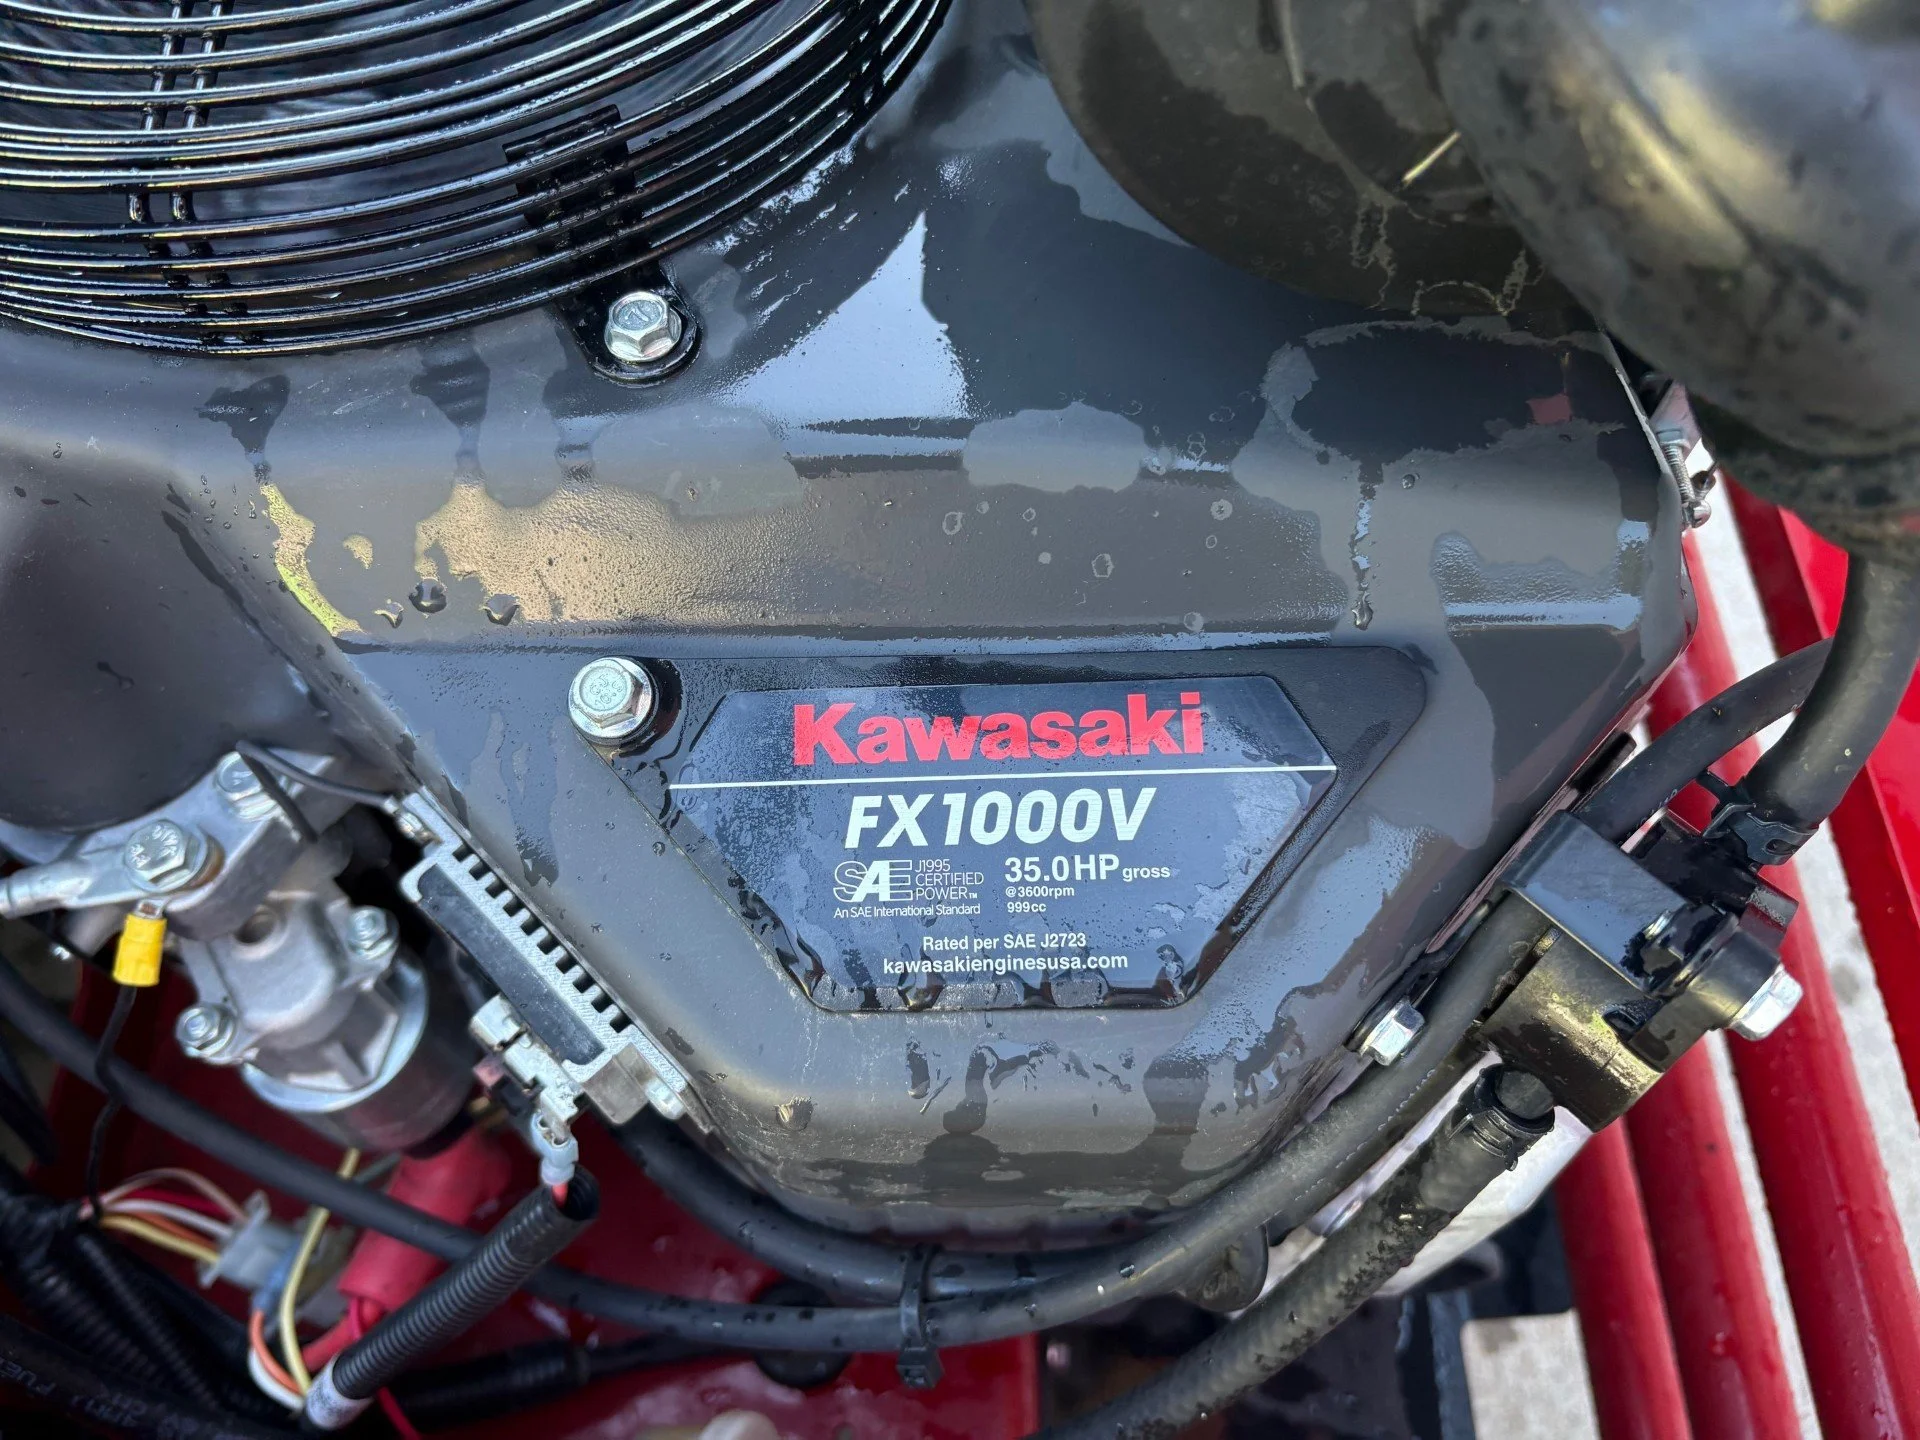 Kawasaki
FX1000V
SAE J1995 CERTIFIED POWER™
An SAE International Standard
35.0HP gross
@3600rpm
999cc
Rated per SAE J2723
kawasakienginesusa.com